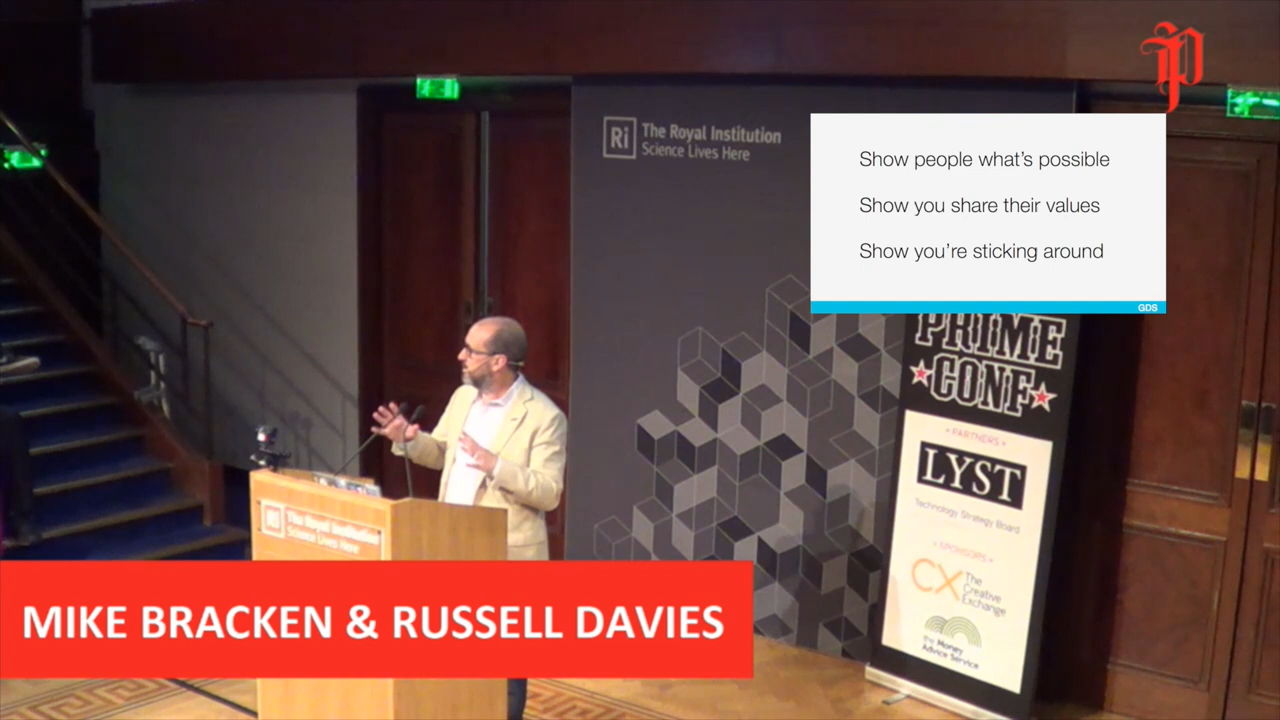 Ri The Royal Institution
Science Lives Here
Show people what's possible
Show you share their values
Show you're sticking around
GDS
PRIME
CONF
PARTNERS
LYST
Technology Strategy Board
SPONSORS
CX The
Creative
Exchange
the Money
Advice Service
Ri The Royal Institution
Science Lives Here
MIKE BRACKEN & RUSSELL DAVIES